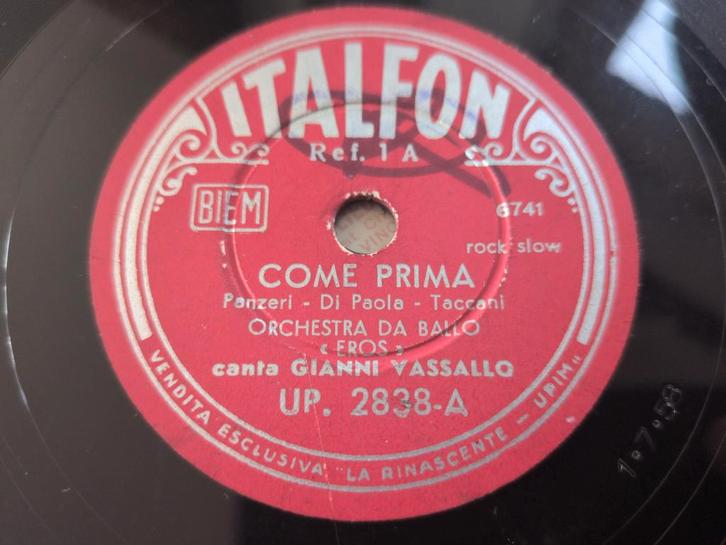 ITALFON
Ref. 1 A
BIEM
6741
rock slow
COME PRIMA
Panzeri - Di Paola - Taccani
ORCHESTRA DA BALLO
« EROS »
canta GIANNI VASSALLO
UP. 2838-A
VENDITA ESCLUSIVA "LA RINASCENTE - UPIM"
1·7·58